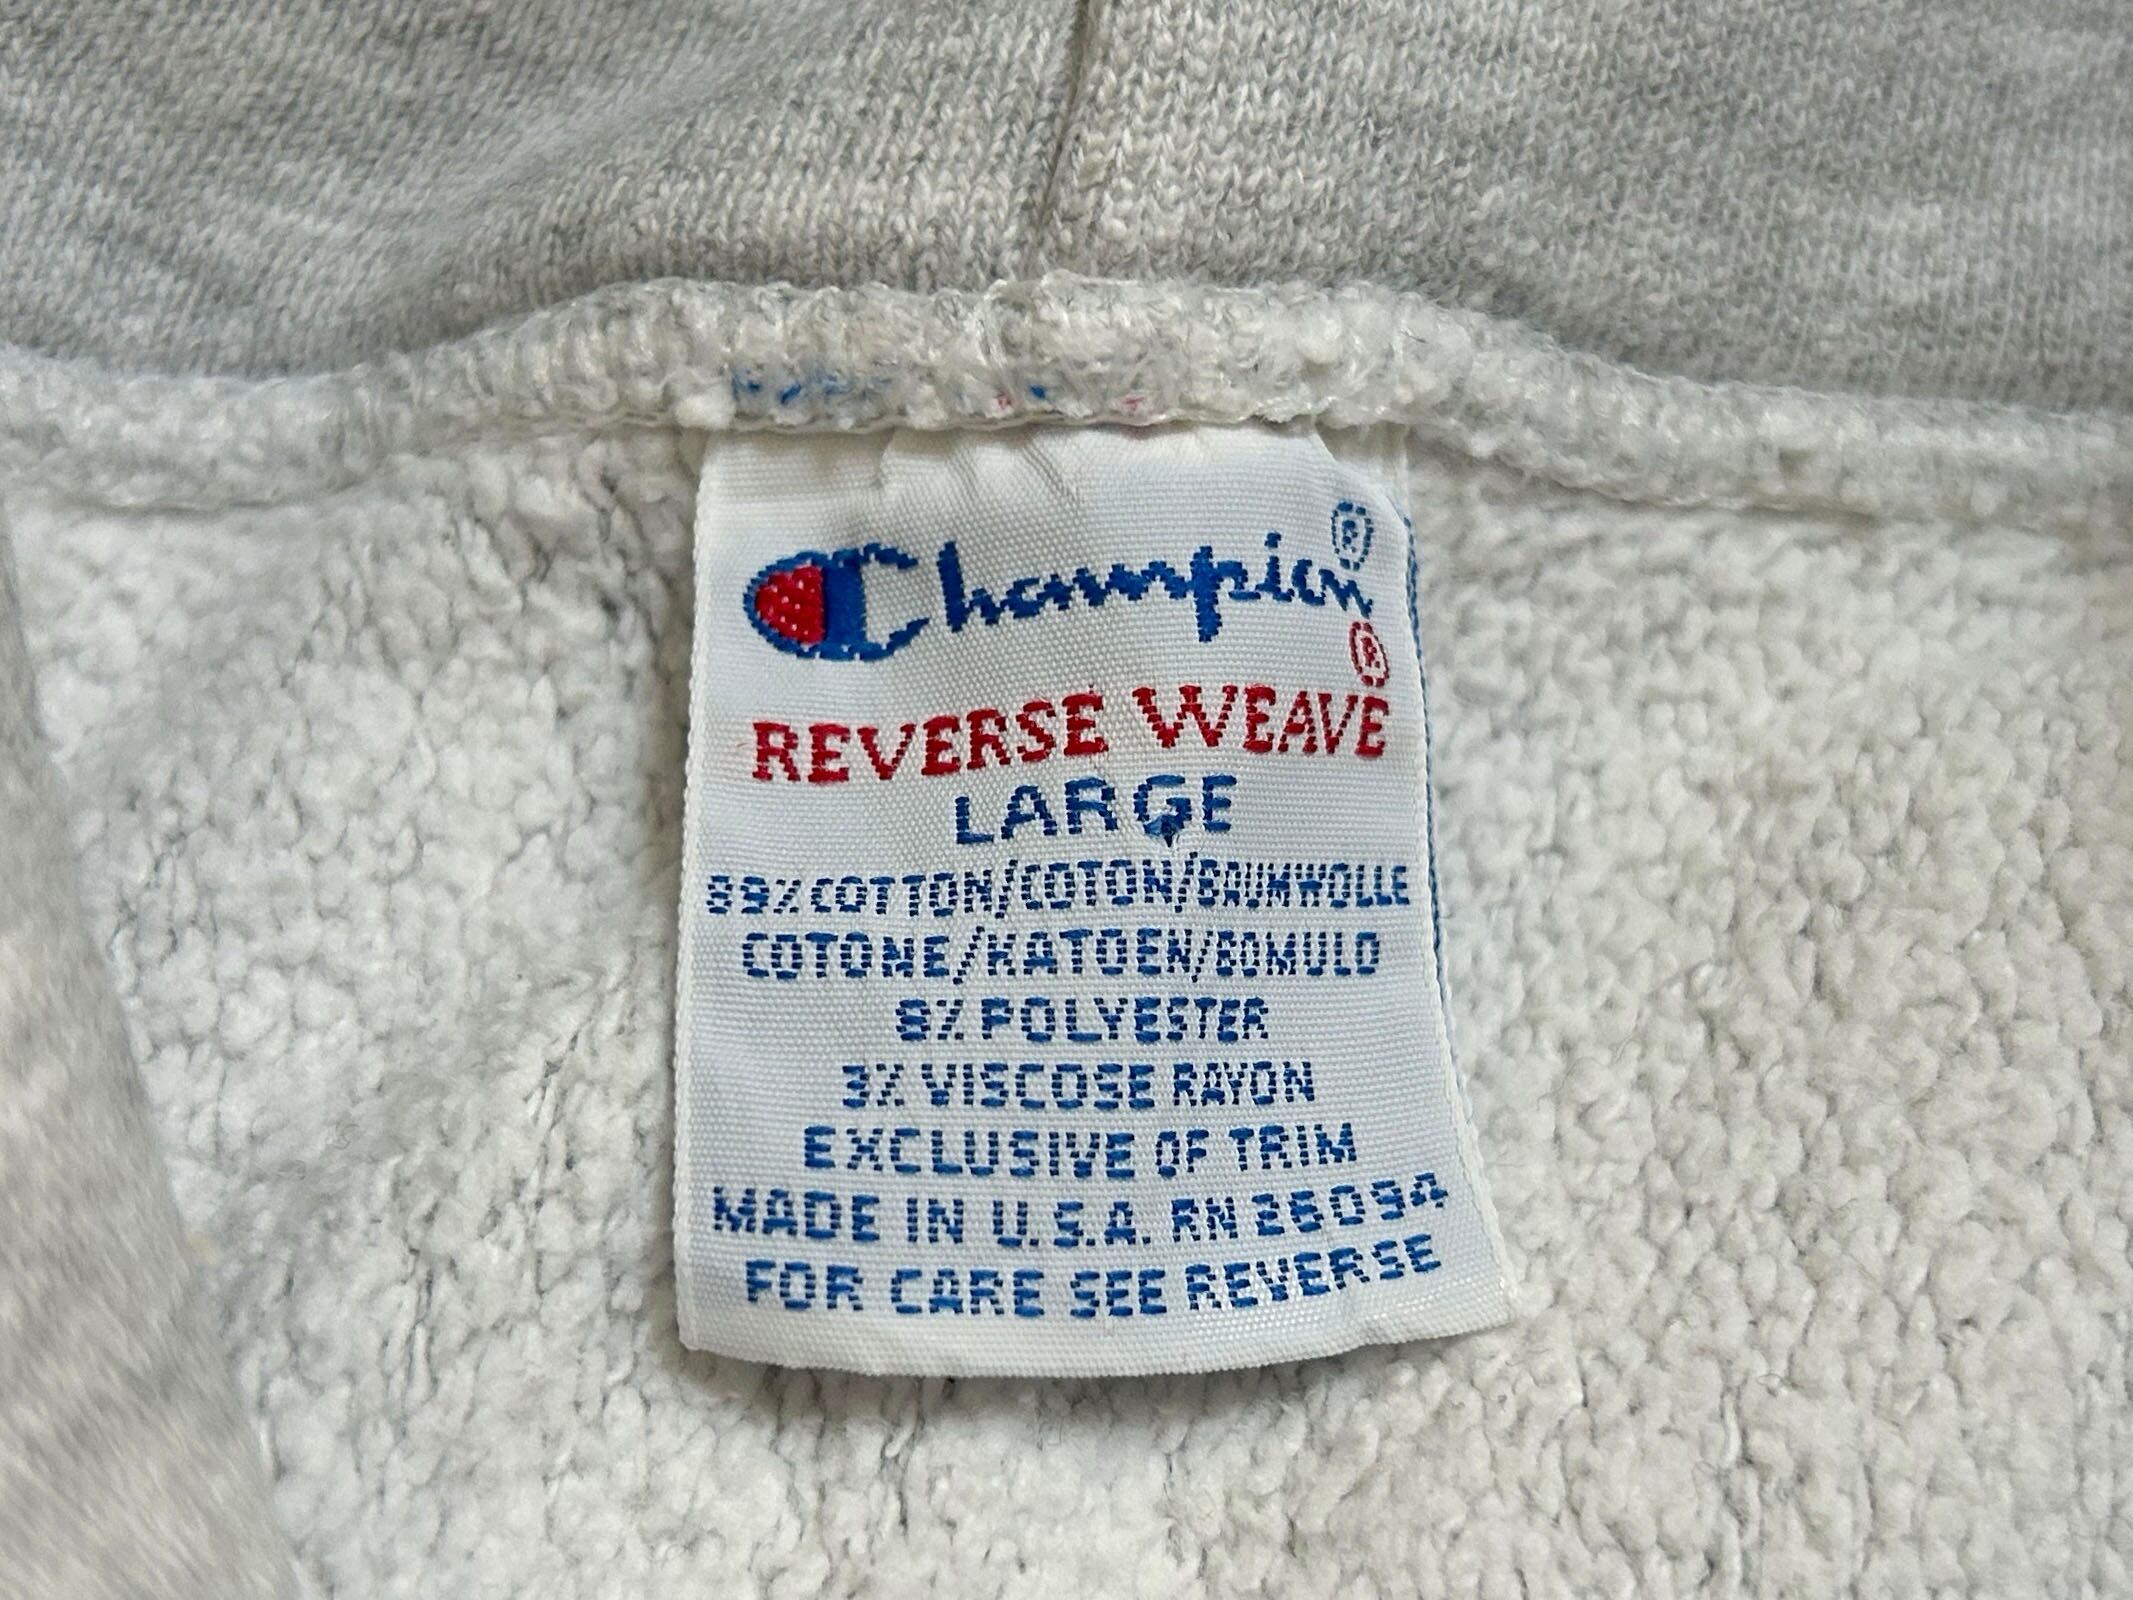 Champion®
REVERSE WEAVE®
LARGE
89% COTTON/COTON/BAUMWOLLE
COTONE/KATOEN/BOMULD
8% POLYESTER
3% VISCOSE RAYON
EXCLUSIVE OF TRIM
MADE IN U.S.A. RN 26094
FOR CARE SEE REVERSE